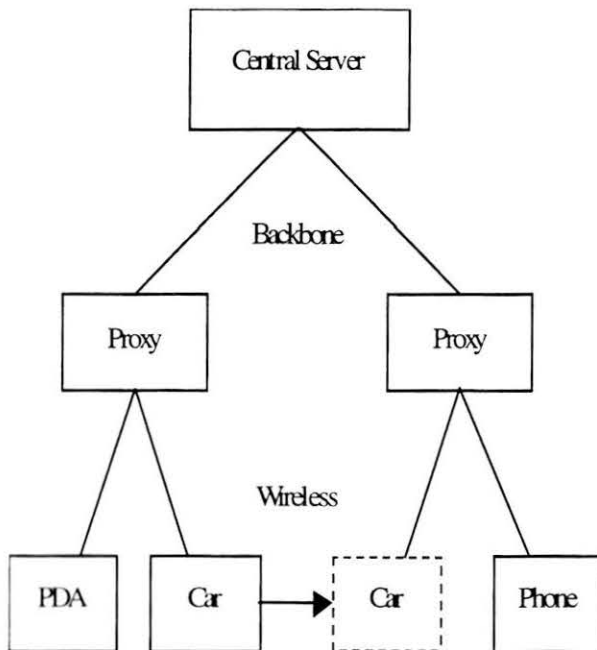 Central Server
Backbone
Proxy
Proxy
Wireless
PDA
Car
Car
Phone